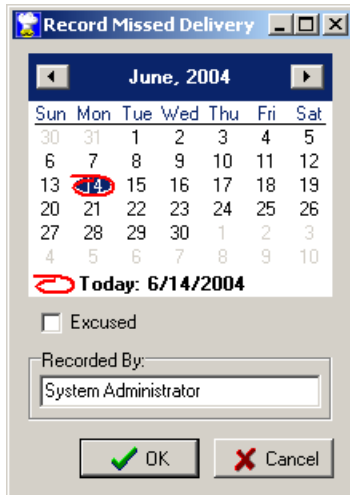 Record Missed Delivery
June, 2004
Sun Mon Tue Wed Thu Fri Sat
30 31 1 2 3 4 5
6 7 8 9 10 11 12
13 14 15 16 17 18 19
20 21 22 23 24 25 26
27 28 29 30 1 2 3
4 5 6 7 8 9 10
Today: 6/14/2004
Excused
Recorded By:
System Administrator
OK Cancel